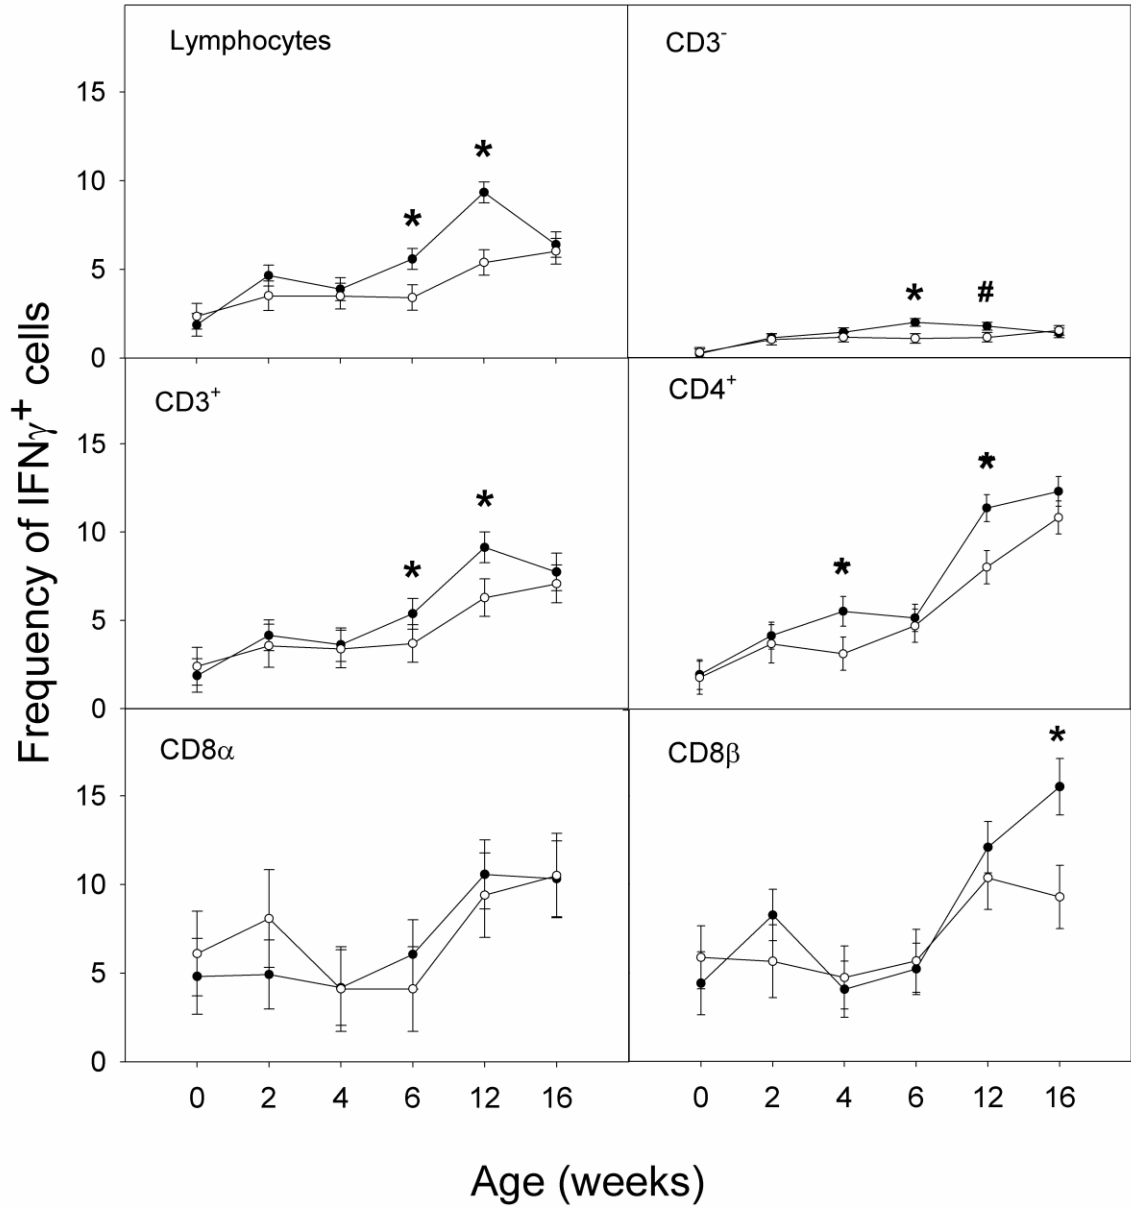 Frequency of IFNγ⁺ cells
Lymphocytes
15
10
5
0
*
*
CD3⁻
*
#
CD3⁺
15
10
5
0
*
*
CD4⁺
*
*
CD8α
15
10
5
0
0 2 4 6 12 16
CD8β
*
0 2 4 6 12 16
Age (weeks)